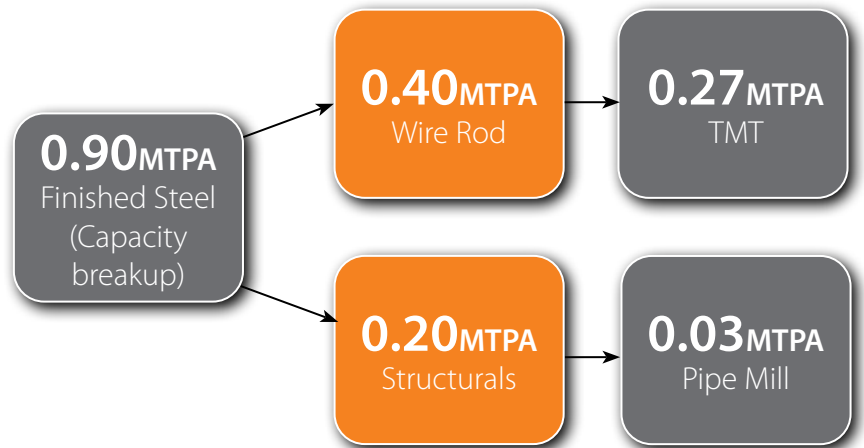 0.90MTPA
Finished Steel
(Capacity
breakup)
0.40MTPA
Wire Rod
0.27MTPA
TMT
0.20MTPA
Structurals
0.03MTPA
Pipe Mill